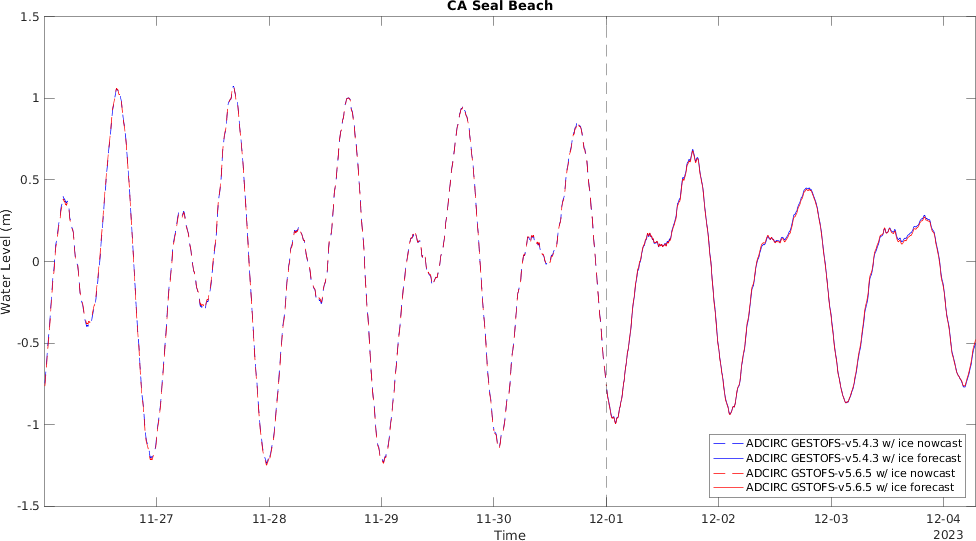 CA Seal Beach
1.5
1
0.5
0
-0.5
-1
-1.5
Water Level (m)
11-27
11-28
11-29
11-30
12-01
12-02
12-03
12-04
Time
2023
ADCIRC GESTOFS-v5.4.3 w/ ice nowcast
ADCIRC GESTOFS-v5.4.3 w/ ice forecast
ADCIRC GSTOFS-v5.6.5 w/ ice nowcast
ADCIRC GSTOFS-v5.6.5 w/ ice forecast